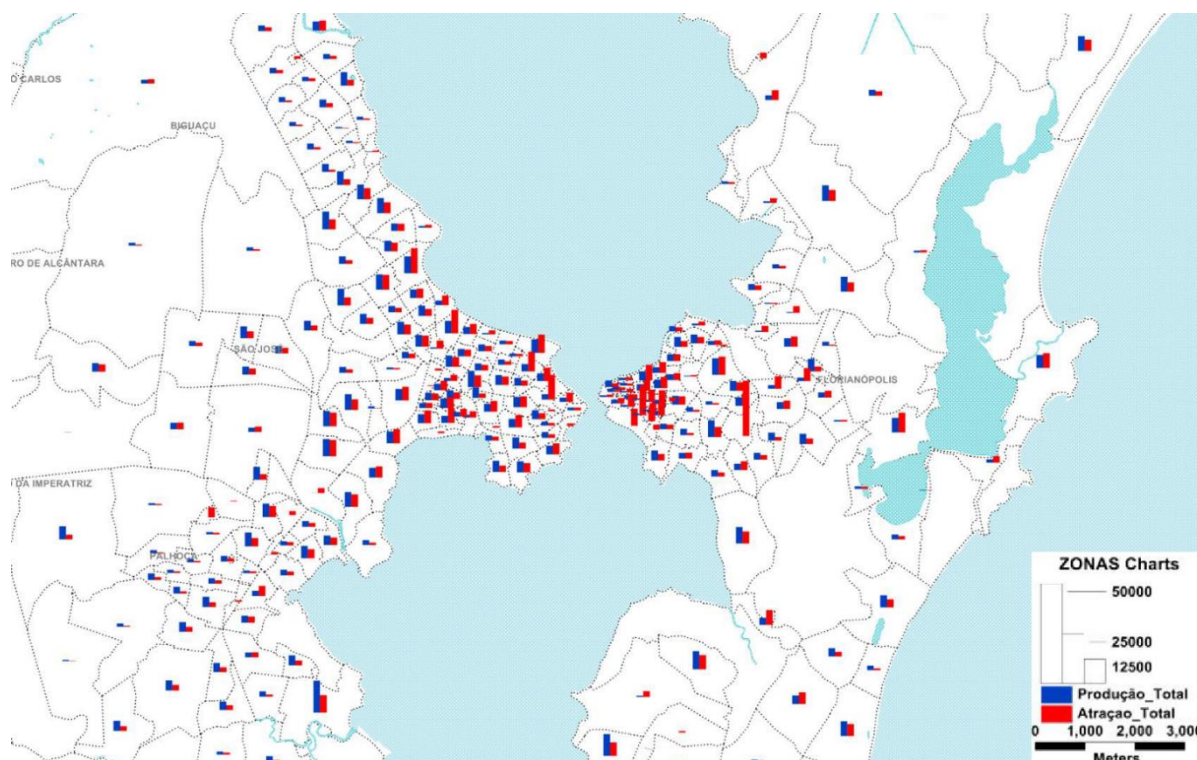 O CARLOS
BIGUAÇU
RO DE ALCÂNTARA
SÃO JOSÉ
FLORIANÓPOLIS
DA IMPERATRIZ
PALHOÇA
ZONAS Charts
50000
25000
12500
Produção_Total
Atraçao_Total
0 1,000 2,000 3,00
Meters